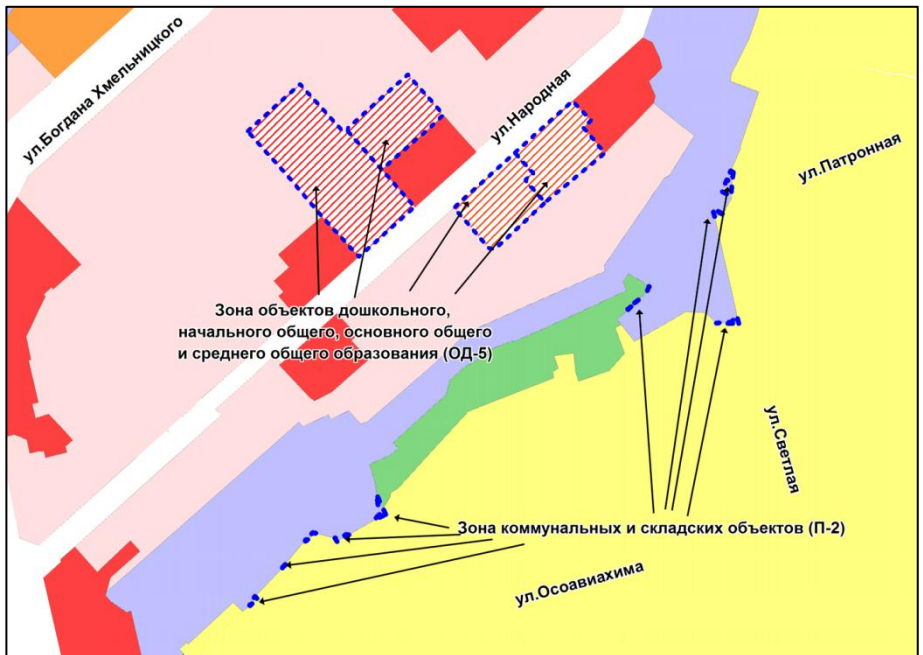 ул.Богдана Хмельницкого
ул.Народная
ул.Патронная
Зона объектов дошкольного,
начального общего, основного общего
и среднего общего образования (ОД-5)
ул.Светлая
Зона коммунальных и складских объектов (П-2)
ул.Осоавиахима